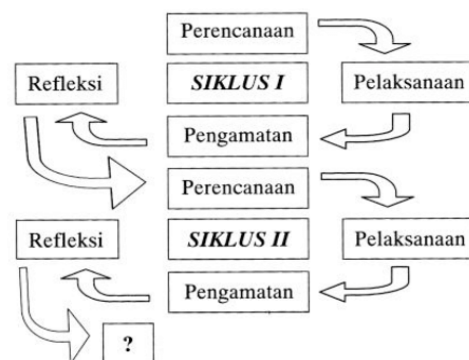 Perencanaan
Refleksi
SIKLUS I
Pelaksanaan
Pengamatan
Perencanaan
Refleksi
SIKLUS II
Pelaksanaan
Pengamatan
?